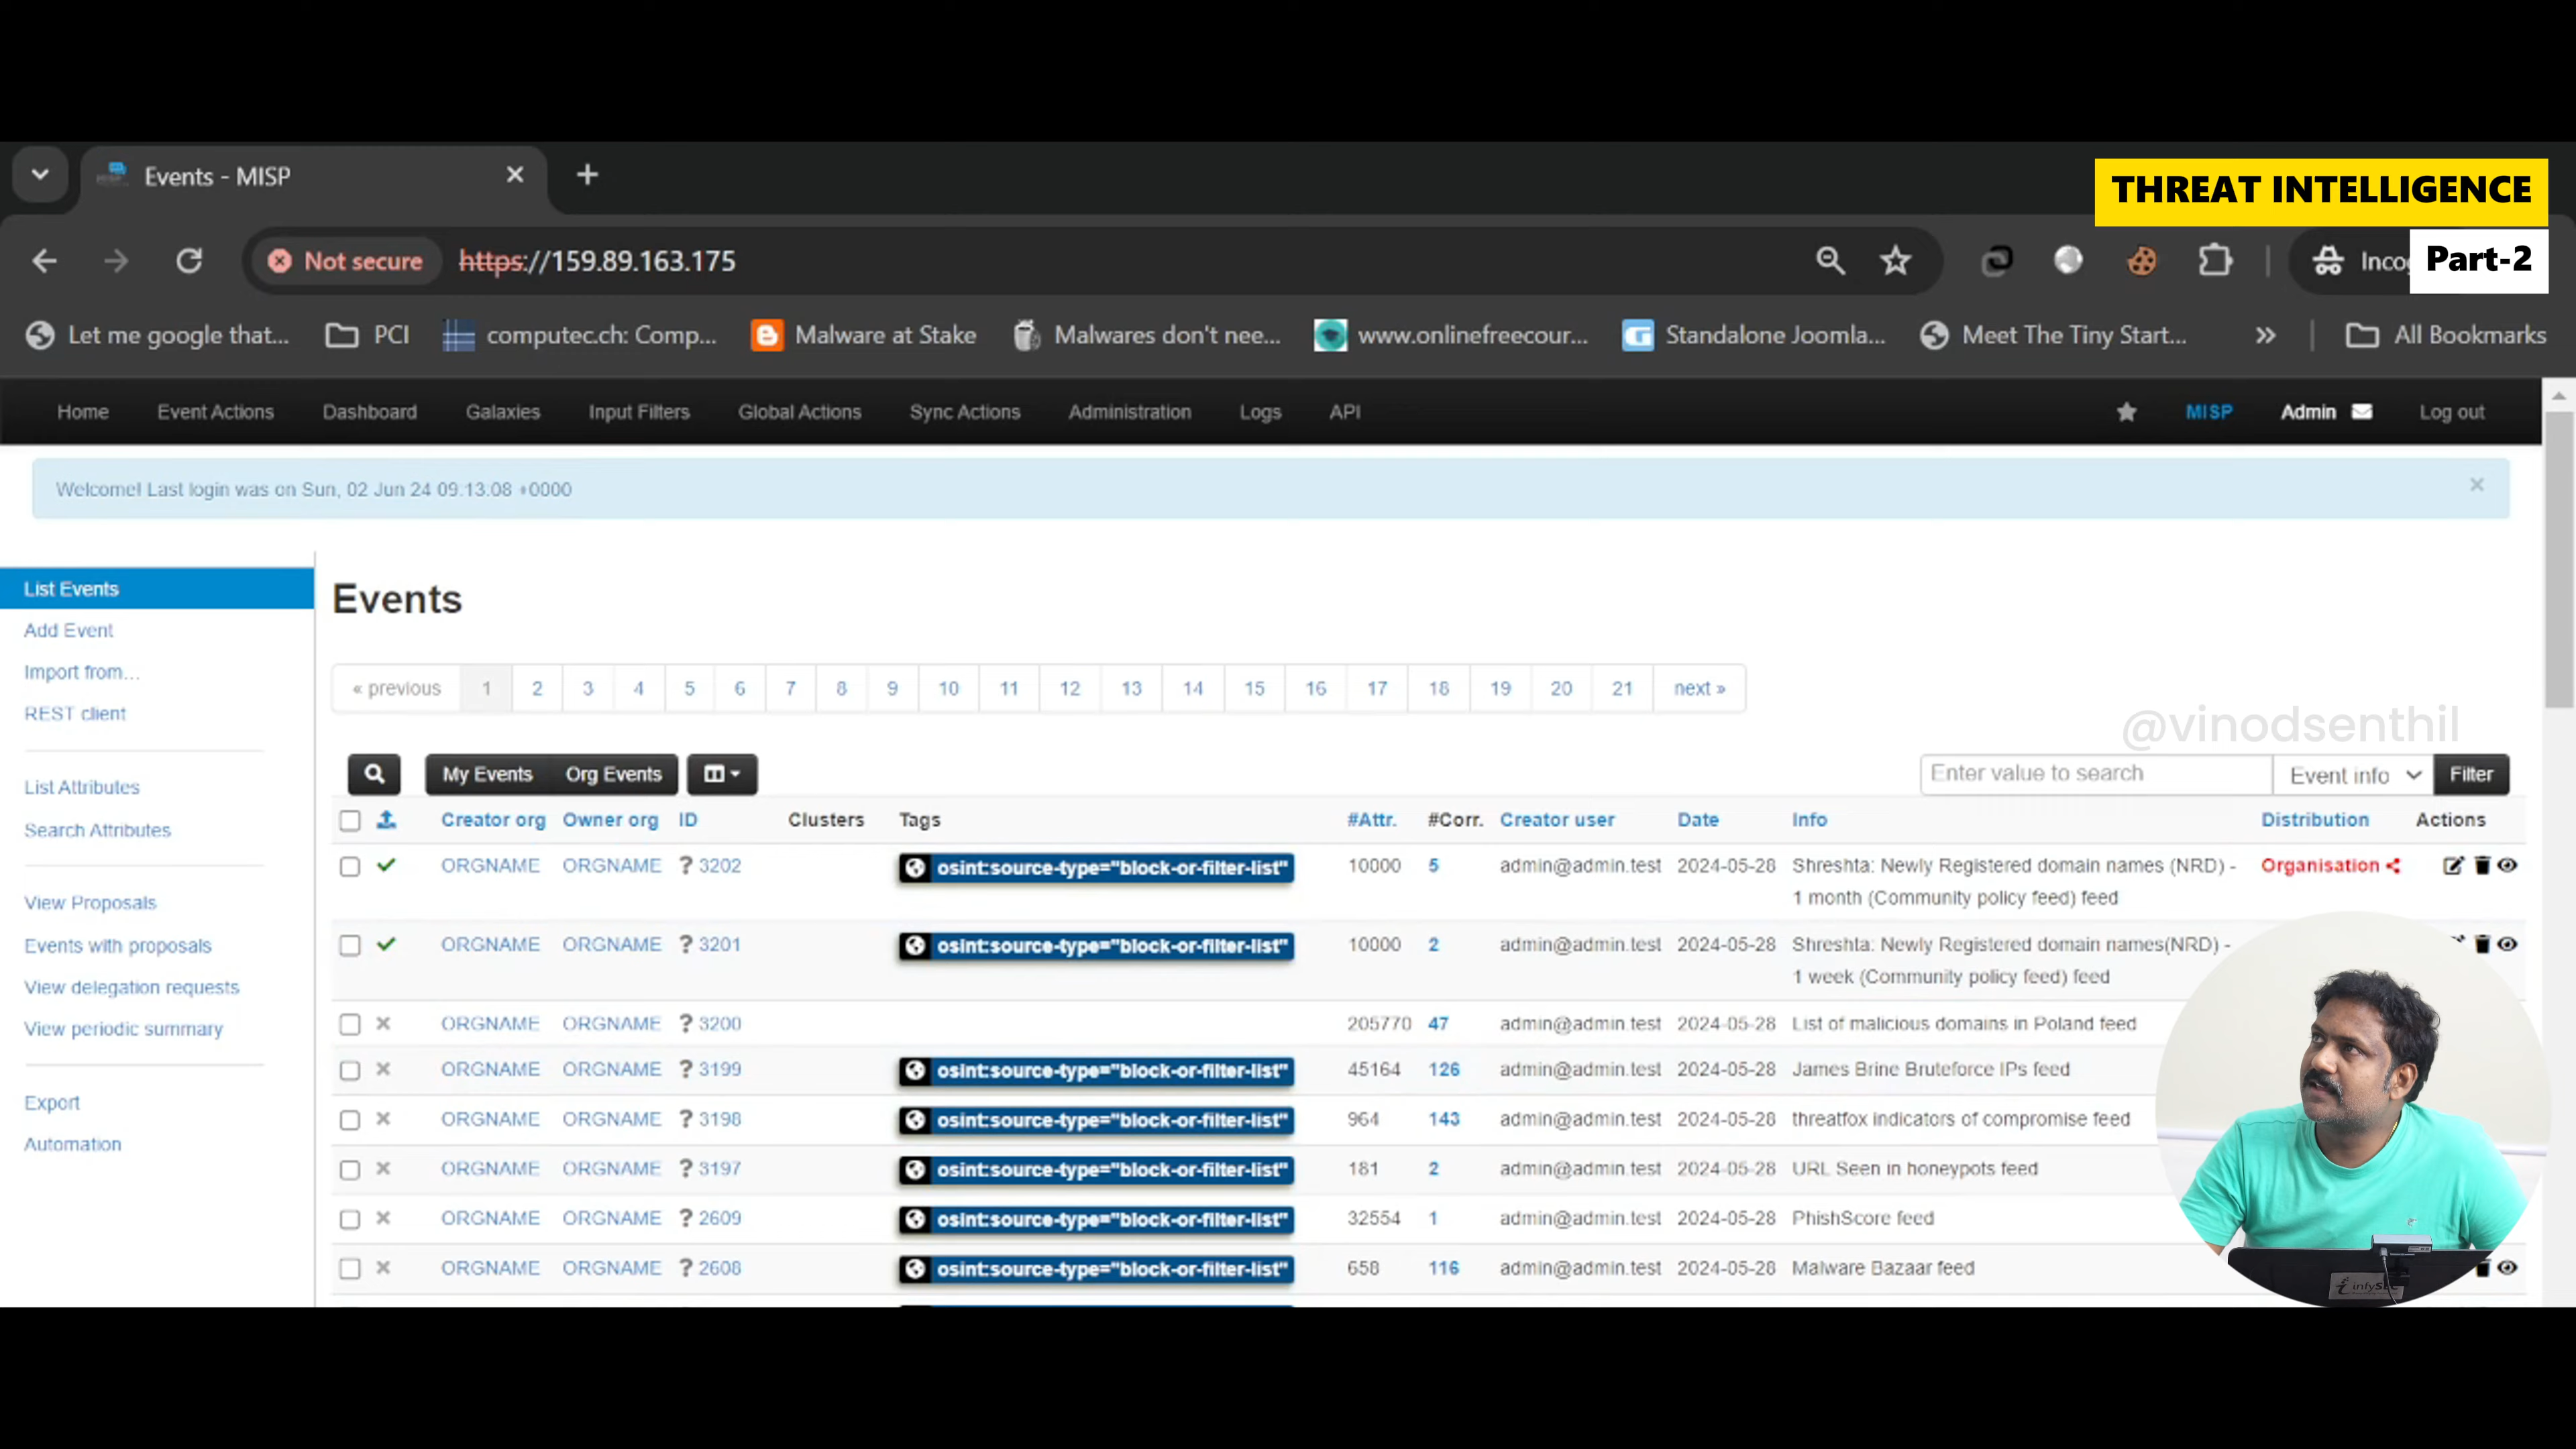 Events - MISP
THREAT INTELLIGENCE
Not secure https://159.89.163.175
Part-2
Let me google that... PCI computec.ch: Comp... Malware at Stake Malwares don't nee... www.onlinefreecour... Standalone Joomla... Meet The Tiny Start... » All Bookmarks
Home Event Actions Dashboard Galaxies Input Filters Global Actions Sync Actions Administration Logs API MISP Admin Log out
Welcome! Last login was on Sun, 02 Jun 24 09:13:08 +0000
List Events
Add Event
Import from...
REST client
List Attributes
Search Attributes
View Proposals
Events with proposals
View delegation requests
View periodic summary
Export
Automation
Events
« previous 1 2 3 4 5 6 7 8 9 10 11 12 13 14 15 16 17 18 19 20 21 next »
@vinodsenthil
My Events Org Events Enter value to search Event info Filter
Creator org Owner org ID Clusters Tags #Attr. #Corr. Creator user Date Info Distribution Actions
ORGNAME ORGNAME ? 3202 osint:source-type="block-or-filter-list" 10000 5 admin@admin.test 2024-05-28 Shreshta: Newly Registered domain names (NRD) - Organisation
1 month (Community policy feed) feed
ORGNAME ORGNAME ? 3201 osint:source-type="block-or-filter-list" 10000 2 admin@admin.test 2024-05-28 Shreshta: Newly Registered domain names(NRD) -
1 week (Community policy feed) feed
ORGNAME ORGNAME ? 3200 205770 47 admin@admin.test 2024-05-28 List of malicious domains in Poland feed
ORGNAME ORGNAME ? 3199 osint:source-type="block-or-filter-list" 45164 126 admin@admin.test 2024-05-28 James Brine Bruteforce IPs feed
ORGNAME ORGNAME ? 3198 osint:source-type="block-or-filter-list" 964 143 admin@admin.test 2024-05-28 threatfox indicators of compromise feed
ORGNAME ORGNAME ? 3197 osint:source-type="block-or-filter-list" 181 2 admin@admin.test 2024-05-28 URL Seen in honeypots feed
ORGNAME ORGNAME ? 2609 osint:source-type="block-or-filter-list" 32554 1 admin@admin.test 2024-05-28 PhishScore feed
ORGNAME ORGNAME ? 2608 osint:source-type="block-or-filter-list" 658 116 admin@admin.test 2024-05-28 Malware Bazaar feed